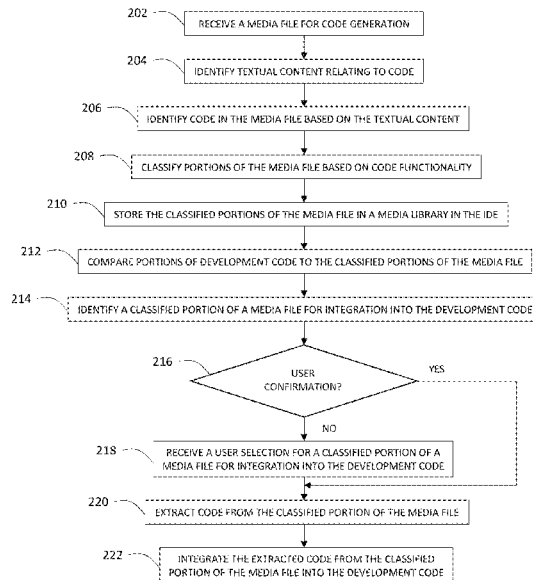 202
RECEIVE A MEDIA FILE FOR CODE GENERATION
204
IDENTIFY TEXTUAL CONTENT RELATING TO CODE
206
IDENTIFY CODE IN THE MEDIA FILE BASED ON THE TEXTUAL CONTENT
208
CLASSIFY PORTIONS OF THE MEDIA FILE BASED ON CODE FUNCTIONALITY
210
STORE THE CLASSIFIED PORTIONS OF THE MEDIA FILE IN A MEDIA LIBRARY IN THE IDE
212
COMPARE PORTIONS OF DEVELOPMENT CODE TO THE CLASSIFIED PORTIONS OF THE MEDIA FILE
214
IDENTIFY A CLASSIFIED PORTION OF A MEDIA FILE FOR INTEGRATION INTO THE DEVELOPMENT CODE
216
USER
CONFIRMATION?
YES
NO
218
RECEIVE A USER SELECTION FOR A CLASSIFIED PORTION OF A
MEDIA FILE FOR INTEGRATION INTO THE DEVELOPMENT CODE
220
EXTRACT CODE FROM THE CLASSIFIED PORTION OF THE MEDIA FILE
222
INTEGRATE THE EXTRACTED CODE FROM THE CLASSIFIED
PORTION OF THE MEDIA FILE INTO THE DEVELOPMENT CODE